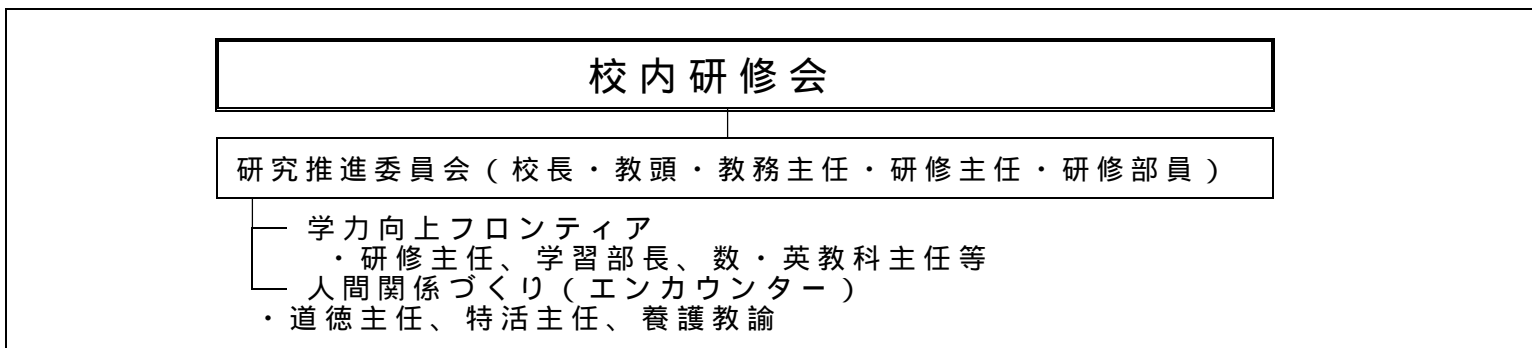 校内研修会
研究推進委員会(校長・教頭・教務主任・研修主任・研修部員)
学力向上フロンティア
・研修主任、学習部長、数・英教科主任等
人間関係づくり(エンカウンター)
・道徳主任、特活主任、養護教諭